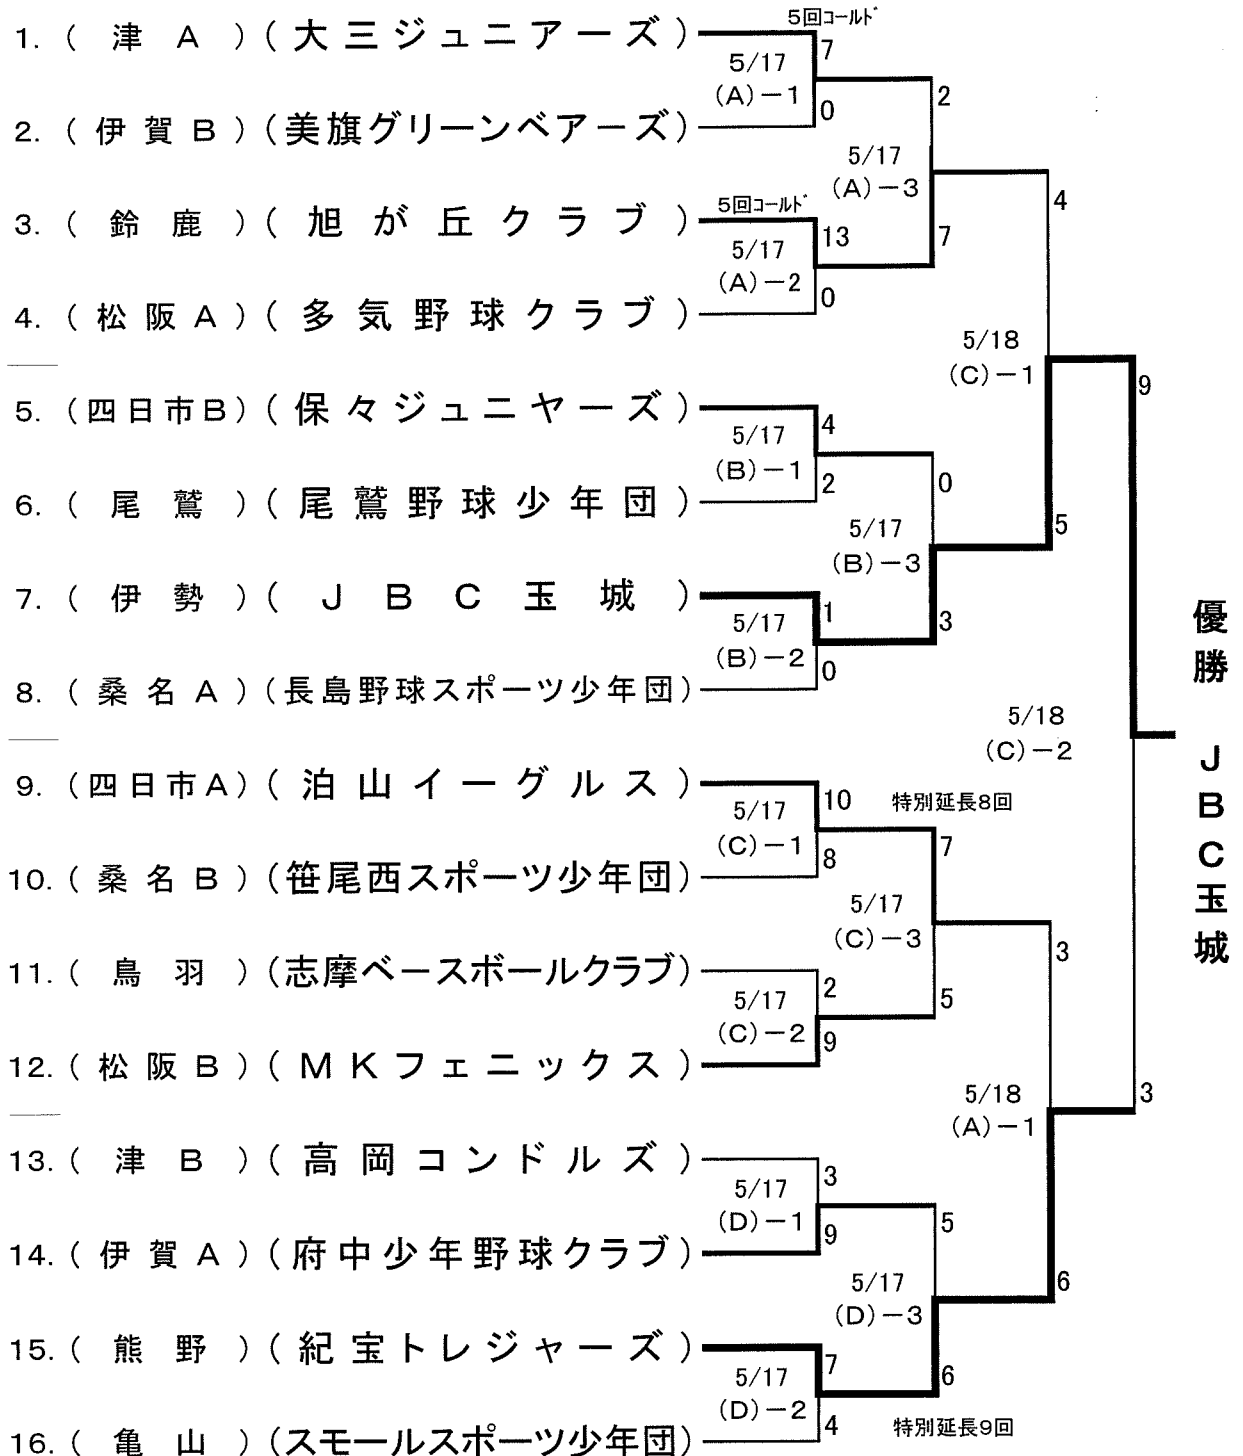 5回コールド
1. ( 津 A ) ( 大三ジュニアーズ )
7
5/17
(A)-1
2
0
2. ( 伊賀B ) (美旗グリーンベアーズ)
5/17
(A)-3
4
5回コールド
3. ( 鈴 鹿 ) ( 旭が丘クラブ )
13
7
5/17
(A)-2
0
4. ( 松阪A ) ( 多気野球クラブ )
5/18
(C)-1
9
5. (四日市B) (保々ジュニヤーズ)
4
5/17
(B)-1
2
0
6. ( 尾 鷲 ) ( 尾鷲野球少年団 )
5
5/17
(B)-3
7. ( 伊 勢 ) ( JBC玉城 )
1
3
5/17
(B)-2
0
8. ( 桑名A ) (長島野球スポーツ少年団)
5/18
(C)-2
優勝 JBC玉城
9. (四日市A) ( 泊山イーグルス )
10
特別延長8回
5/17
(C)-1
7
8
10. ( 桑名B ) (笹尾西スポーツ少年団)
5/17
(C)-3
3
11. ( 鳥 羽 ) (志摩ベースボールクラブ)
2
5
5/17
(C)-2
9
12. ( 松阪B ) ( MKフェニックス )
5/18
(A)-1
3
13. ( 津 B ) ( 高岡コンドルズ )
3
5/17
(D)-1
5
9
14. ( 伊賀A ) (府中少年野球クラブ)
6
5/17
(D)-3
15. ( 熊 野 ) ( 紀宝トレジャーズ )
7
6
5/17
(D)-2
4
特別延長9回
16. ( 亀 山 ) (スモールスポーツ少年団)